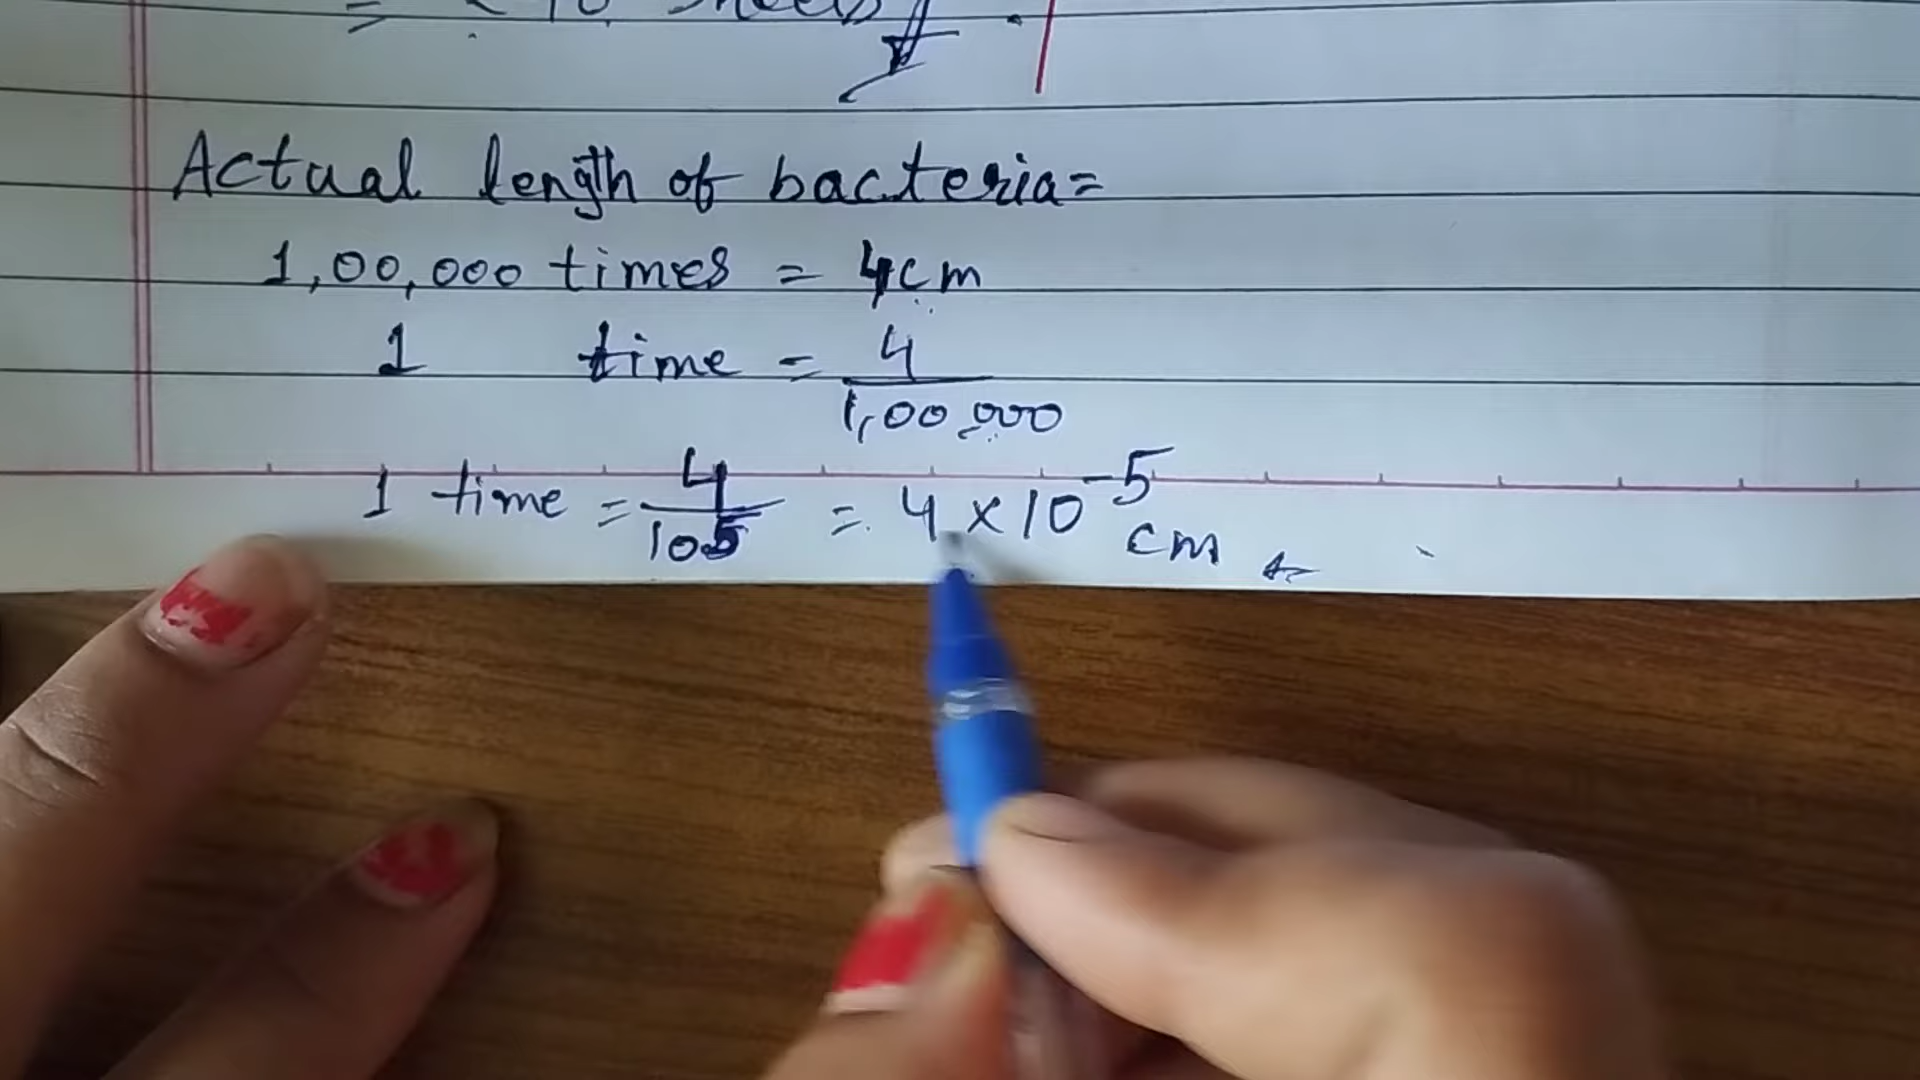 Actual length of bacteria=
1,00,000 times = 4cm
1 time = 4/1,00,000
1 time = 4/10⁵ = 4 × 10⁻⁵ cm